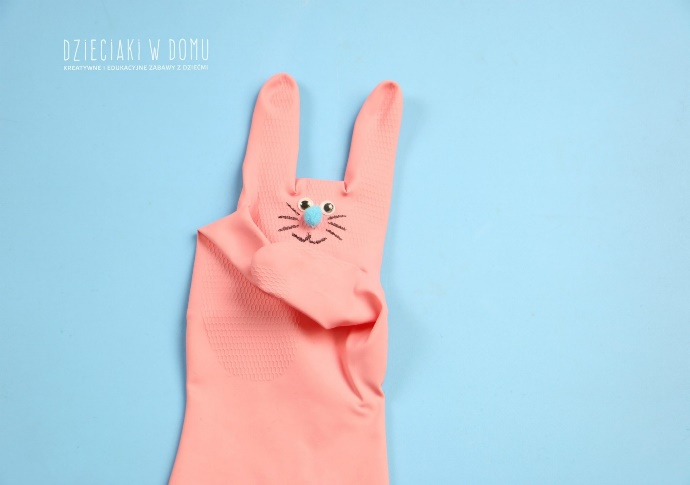 DZIECIAKI W DOMU
KREATYWNE I EDUKACYJNE ZABAWY Z DZIEĆMI